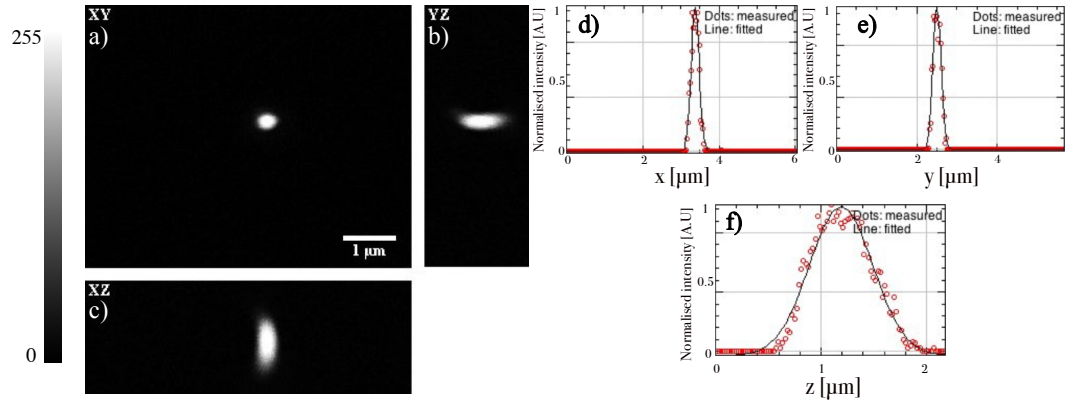 255
0
XY
a)
1 μm
YZ
b)
XZ
c)
d)
Dots: measured
Line: fitted
Normalised intensity [A.U]
1
0.5
0
0
2
4
6
x [μm]
e)
Dots: measured
Line: fitted
Normalised intensity [A.U]
1
0.5
0
0
2
4
y [μm]
f)
Dots: measured
Line: fitted
Normalised intensity [A.U]
1
0.5
0
0
1
2
z [μm]